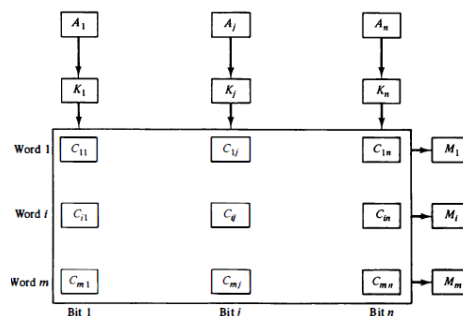 A1 Aj An
K1 Kj Kn
Word 1 C11 C1j C1n M1
Word i Ci1 Cij Cin Mi
Word m Cm1 Cmj Cmn Mm
Bit 1 Bit j Bit n